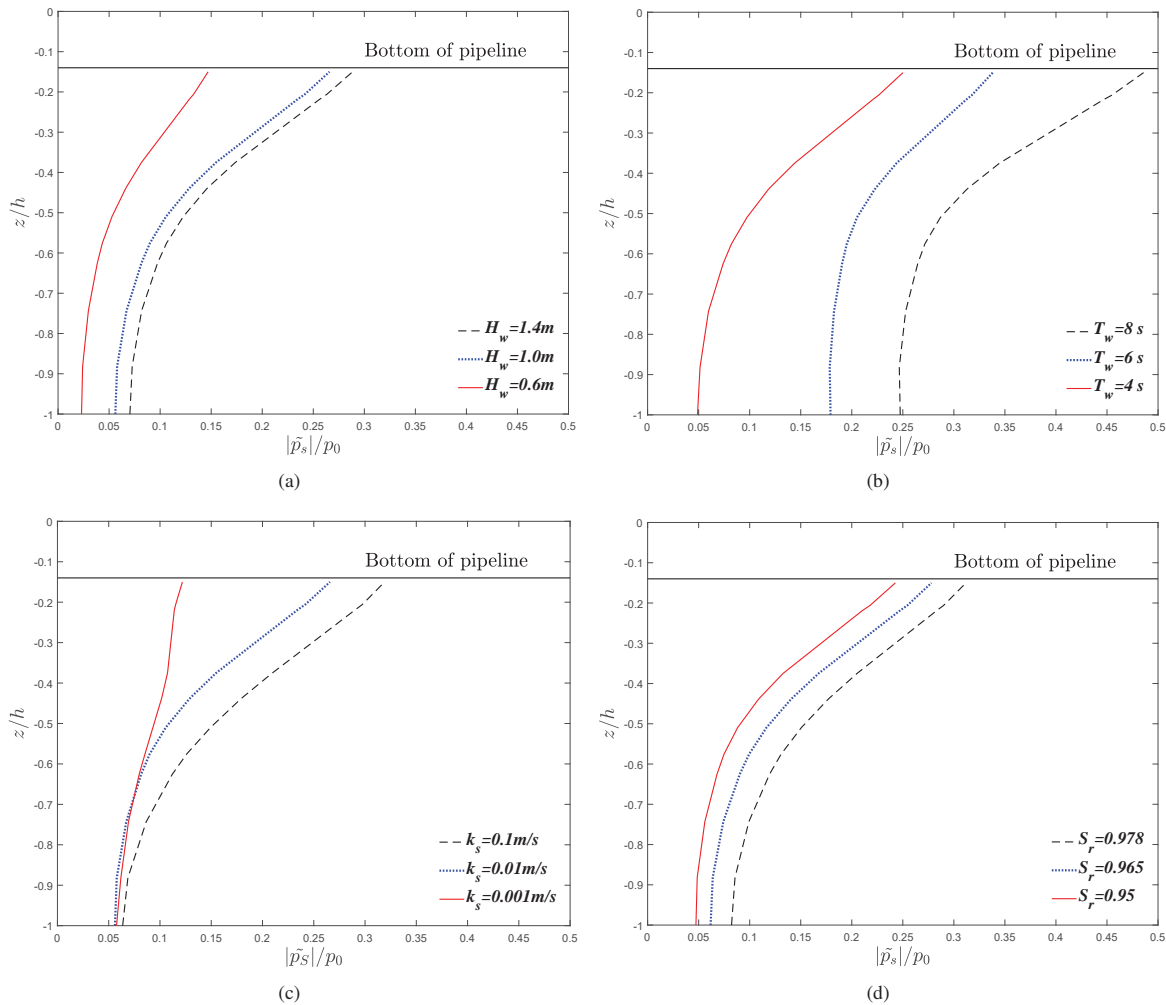 0
-0.1
-0.2
-0.3
-0.4
-0.5
-0.6
-0.7
-0.8
-0.9
-1
z/h
Bottom of pipeline
H_w=1.4m
H_w=1.0m
H_w=0.6m
0 0.05 0.1 0.15 0.2 0.25 0.3 0.35 0.4 0.45 0.5
|p̃_s|/p_0
(a)
0
-0.1
-0.2
-0.3
-0.4
-0.5
-0.6
-0.7
-0.8
-0.9
-1
z/h
Bottom of pipeline
T_w=8 s
T_w=6 s
T_w=4 s
0 0.05 0.1 0.15 0.2 0.25 0.3 0.35 0.4 0.45 0.5
|p̃_s|/p_0
(b)
0
-0.1
-0.2
-0.3
-0.4
-0.5
-0.6
-0.7
-0.8
-0.9
-1
z/h
Bottom of pipeline
k_s=0.1m/s
k_s=0.01m/s
k_s=0.001m/s
0 0.05 0.1 0.15 0.2 0.25 0.3 0.35 0.4 0.45 0.5
|p̃_S|/p_0
(c)
0
-0.1
-0.2
-0.3
-0.4
-0.5
-0.6
-0.7
-0.8
-0.9
-1
z/h
Bottom of pipeline
S_r=0.978
S_r=0.965
S_r=0.95
0 0.05 0.1 0.15 0.2 0.25 0.3 0.35 0.4 0.45 0.5
|p̃_s|/p_0
(d)